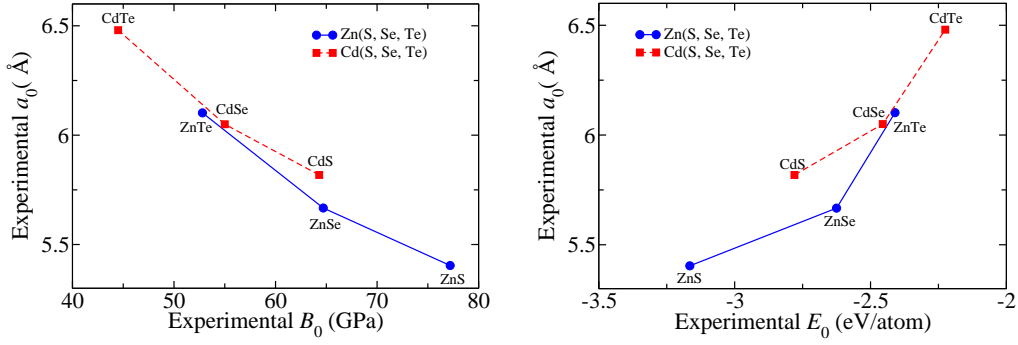 CdTe
6.5
Zn(S, Se, Te)
Cd(S, Se, Te)
CdSe
ZnTe
6
CdS
ZnSe
5.5
ZnS
40
50
60
70
80
Experimental B0 (GPa)
Experimental a0( Å)
CdTe
6.5
Zn(S, Se, Te)
Cd(S, Se, Te)
CdSe
ZnTe
6
CdS
ZnSe
5.5
ZnS
-3.5
-3
-2.5
-2
Experimental E0 (eV/atom)
Experimental a0( Å)